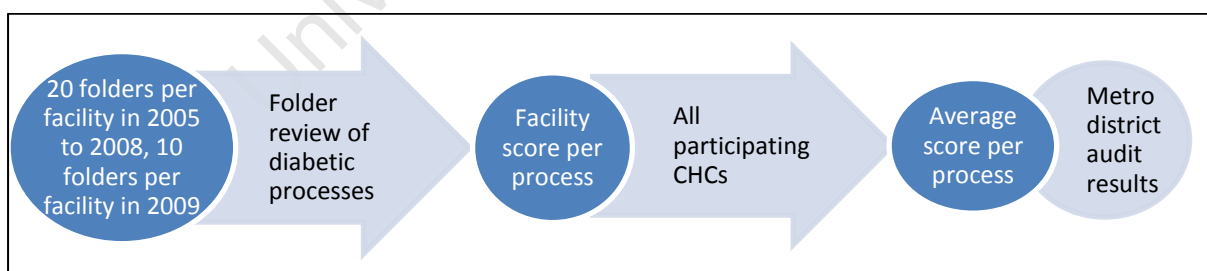 Univ
20 folders per
facility in 2005
to 2008, 10
folders per
facility in 2009
Folder
review of
diabetic
processes
Facility
score per
process
All
participating
CHCs
Average
score per
process
Metro
district
audit
results